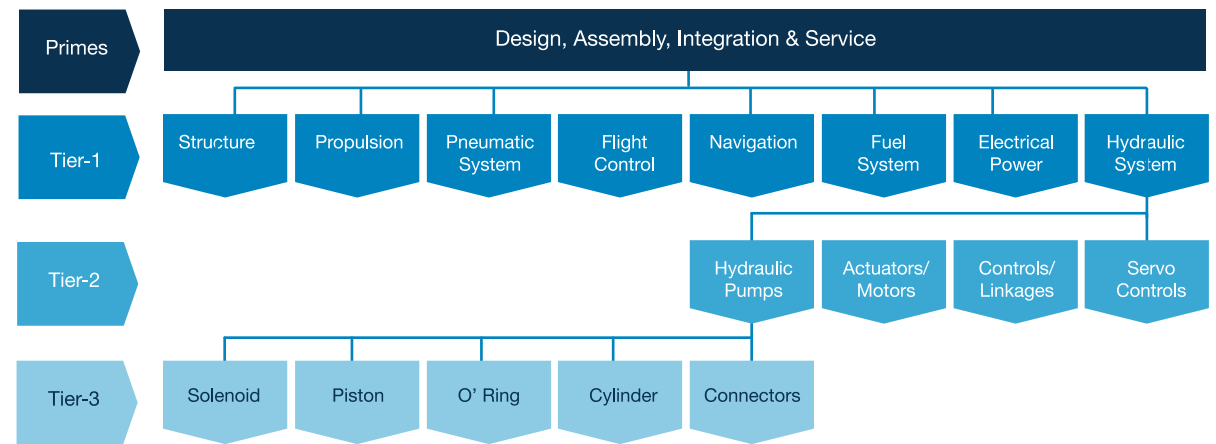 Primes
Design, Assembly, Integration & Service
Tier-1
Structure
Propulsion
Pneumatic
System
Flight
Control
Navigation
Fuel
System
Electrical
Power
Hydraulic
System
Tier-2
Hydraulic
Pumps
Actuators/
Motors
Controls/
Linkages
Servo
Controls
Tier-3
Solenoid
Piston
O' Ring
Cylinder
Connectors